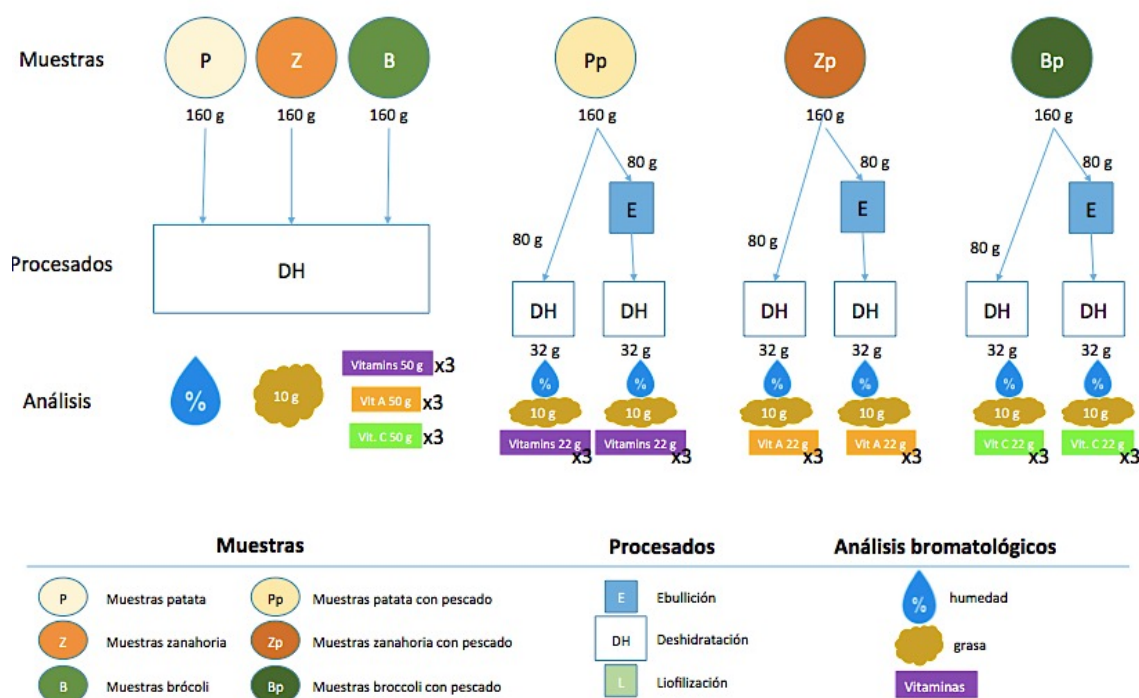 Muestras
P Z B Pp Zp Bp
160 g 160 g 160 g 160 g 160 g 160 g
80 g 80 g 80 g
E E E
80 g 80 g 80 g
Procesados
DH
DH DH DH DH DH DH
32 g 32 g 32 g 32 g 32 g 32 g
Análisis
% % % % % % %
10 g
Vitamins 50 g x3
Vit A 50 g x3
Vit. C 50 g x3
10 g 10 g 10 g 10 g 10 g 10 g
Vitamins 22 g x3 Vitamins 22 g x3 Vit A 22 g x3 Vit A 22 g x3 Vit C 22 g x3 Vit. C 22 g x3
Muestras Procesados Análisis bromatológicos
P Muestras patata Pp Muestras patata con pescado E Ebullición % humedad
Z Muestras zanahoria Zp Muestras zanahoria con pescado DH Deshidratación grasa
B Muestras brócoli Bp Muestras broccoli con pescado L Liofilización Vitaminas